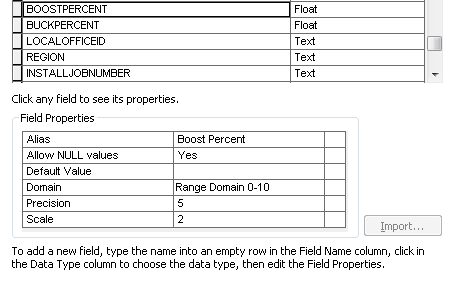 BOOSTPERCENT Float
BUCKPERCENT Float
LOCALOFFICEID Text
REGION Text
INSTALLJOBNUMBER Text
Click any field to see its properties.
Field Properties
Alias Boost Percent
Allow NULL values Yes
Default Value
Domain Range Domain 0-10
Precision 5
Scale 2
Import...
To add a new field, type the name into an empty row in the Field Name column, click in
the Data Type column to choose the data type, then edit the Field Properties.